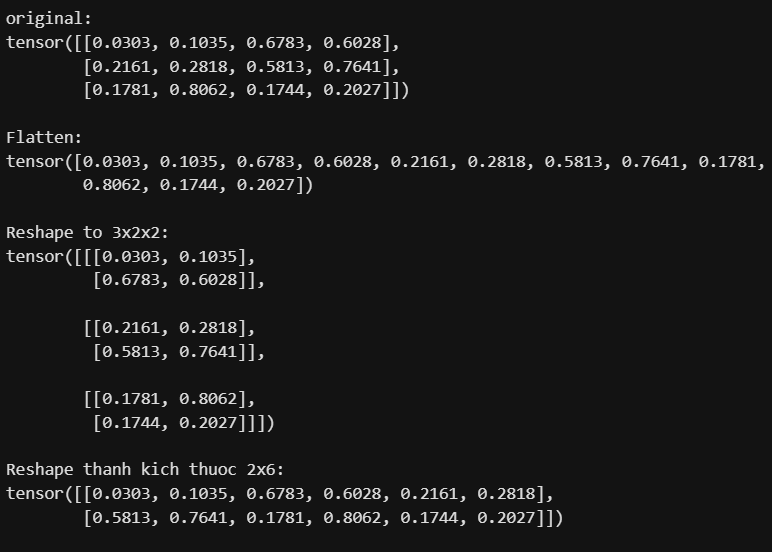 original:
tensor([[0.0303, 0.1035, 0.6783, 0.6028],
        [0.2161, 0.2818, 0.5813, 0.7641],
        [0.1781, 0.8062, 0.1744, 0.2027]])

Flatten:
tensor([0.0303, 0.1035, 0.6783, 0.6028, 0.2161, 0.2818, 0.5813, 0.7641, 0.1781,
        0.8062, 0.1744, 0.2027])

Reshape to 3x2x2:
tensor([[[0.0303, 0.1035],
         [0.6783, 0.6028]],

        [[0.2161, 0.2818],
         [0.5813, 0.7641]],

        [[0.1781, 0.8062],
         [0.1744, 0.2027]]])

Reshape thanh kich thuoc 2x6:
tensor([[0.0303, 0.1035, 0.6783, 0.6028, 0.2161, 0.2818],
        [0.5813, 0.7641, 0.1781, 0.8062, 0.1744, 0.2027]])